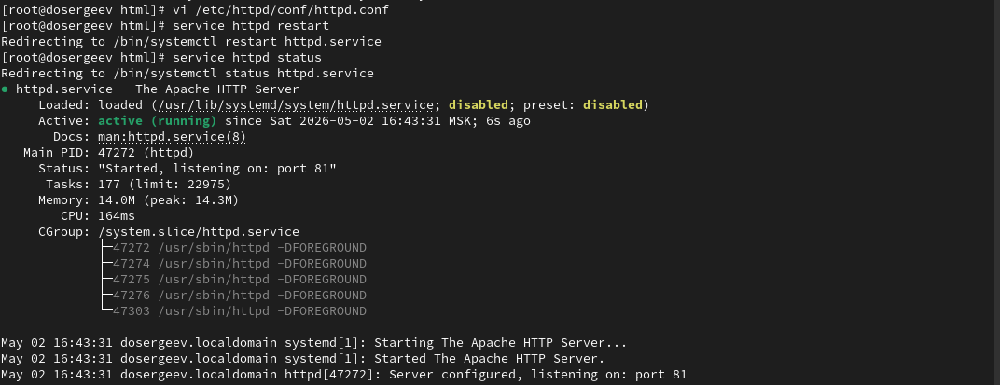 [root@dosergeev html]# vi /etc/httpd/conf/httpd.conf
[root@dosergeev html]# service httpd restart
Redirecting to /bin/systemctl restart httpd.service
[root@dosergeev html]# service httpd status
Redirecting to /bin/systemctl status httpd.service
● httpd.service - The Apache HTTP Server
     Loaded: loaded (/usr/lib/systemd/system/httpd.service; disabled; preset: disabled)
     Active: active (running) since Sat 2026-05-02 16:43:31 MSK; 6s ago
       Docs: man:httpd.service(8)
   Main PID: 47272 (httpd)
     Status: "Started, listening on: port 81"
      Tasks: 177 (limit: 22975)
     Memory: 14.0M (peak: 14.3M)
        CPU: 164ms
     CGroup: /system.slice/httpd.service
             ├─47272 /usr/sbin/httpd -DFOREGROUND
             ├─47274 /usr/sbin/httpd -DFOREGROUND
             ├─47275 /usr/sbin/httpd -DFOREGROUND
             ├─47276 /usr/sbin/httpd -DFOREGROUND
             └─47303 /usr/sbin/httpd -DFOREGROUND
May 02 16:43:31 dosergeev.localdomain systemd[1]: Starting The Apache HTTP Server...
May 02 16:43:31 dosergeev.localdomain systemd[1]: Started The Apache HTTP Server.
May 02 16:43:31 dosergeev.localdomain httpd[47272]: Server configured, listening on: port 81